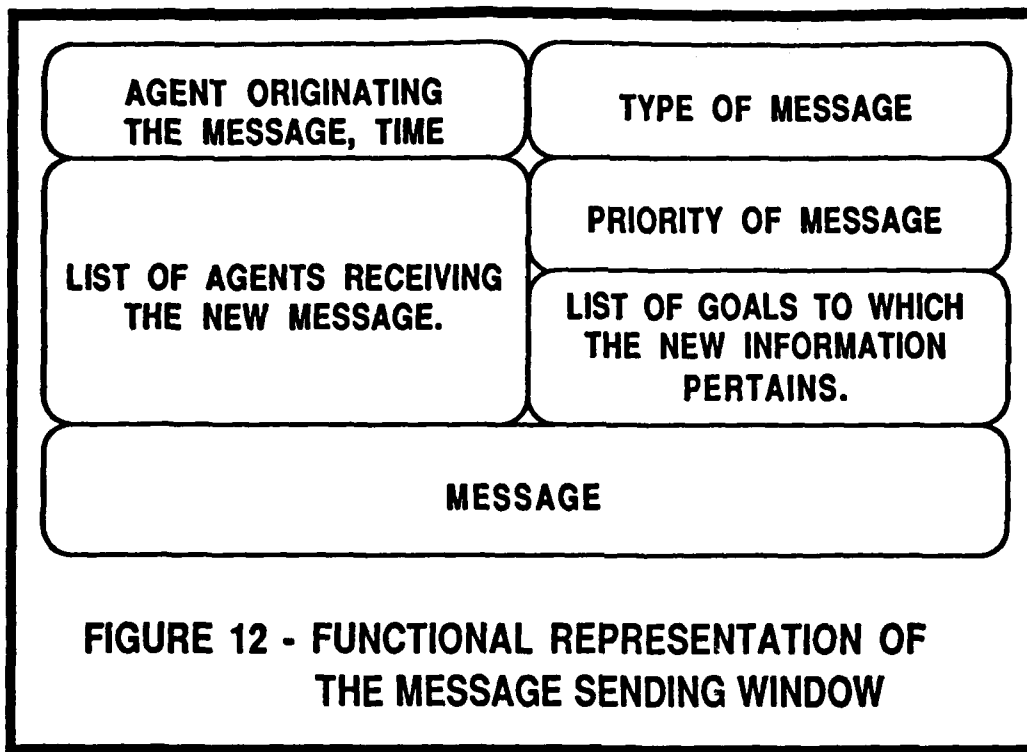 AGENT ORIGINATING
THE MESSAGE, TIME
TYPE OF MESSAGE
LIST OF AGENTS RECEIVING
THE NEW MESSAGE.
PRIORITY OF MESSAGE
LIST OF GOALS TO WHICH
THE NEW INFORMATION
PERTAINS.
MESSAGE
FIGURE 12 - FUNCTIONAL REPRESENTATION OF
THE MESSAGE SENDING WINDOW